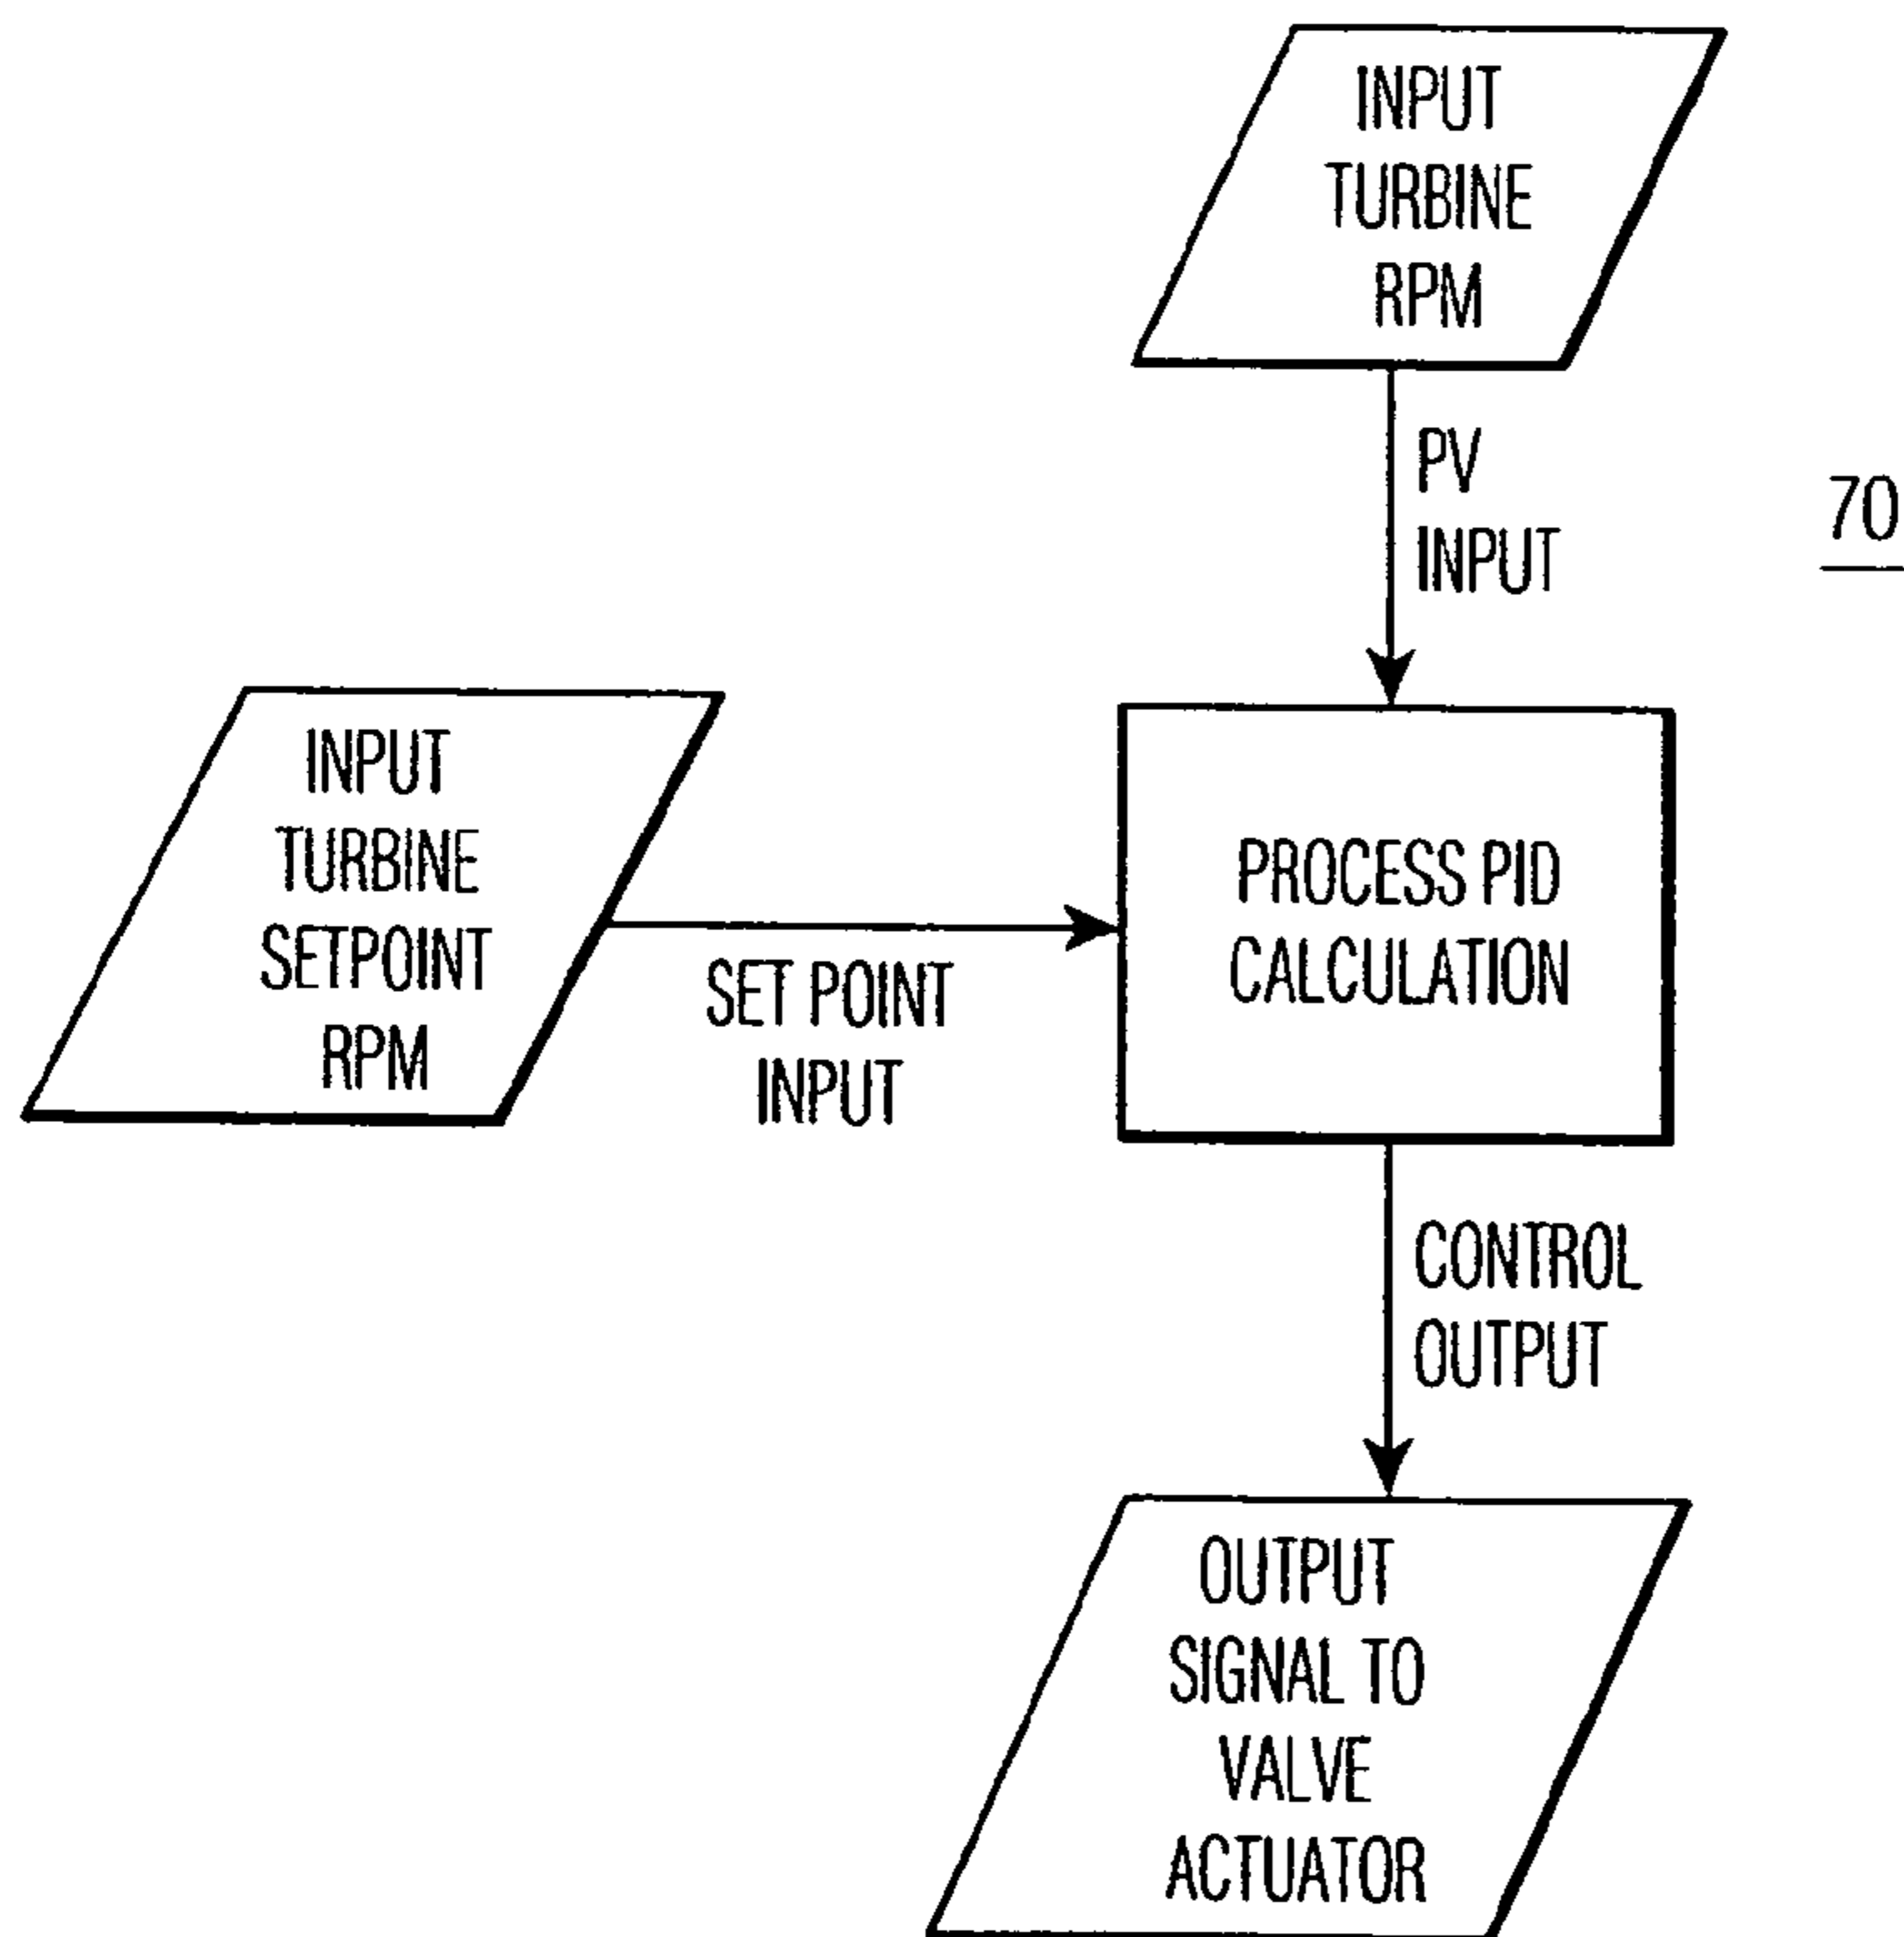 INPUT
TURBINE
RPM
PV
INPUT
70
INPUT
TURBINE
SETPOINT
RPM
SET POINT
INPUT
PROCESS PID
CALCULATION
CONTROL
OUTPUT
OUTPUT
SIGNAL TO
VALVE
ACTUATOR